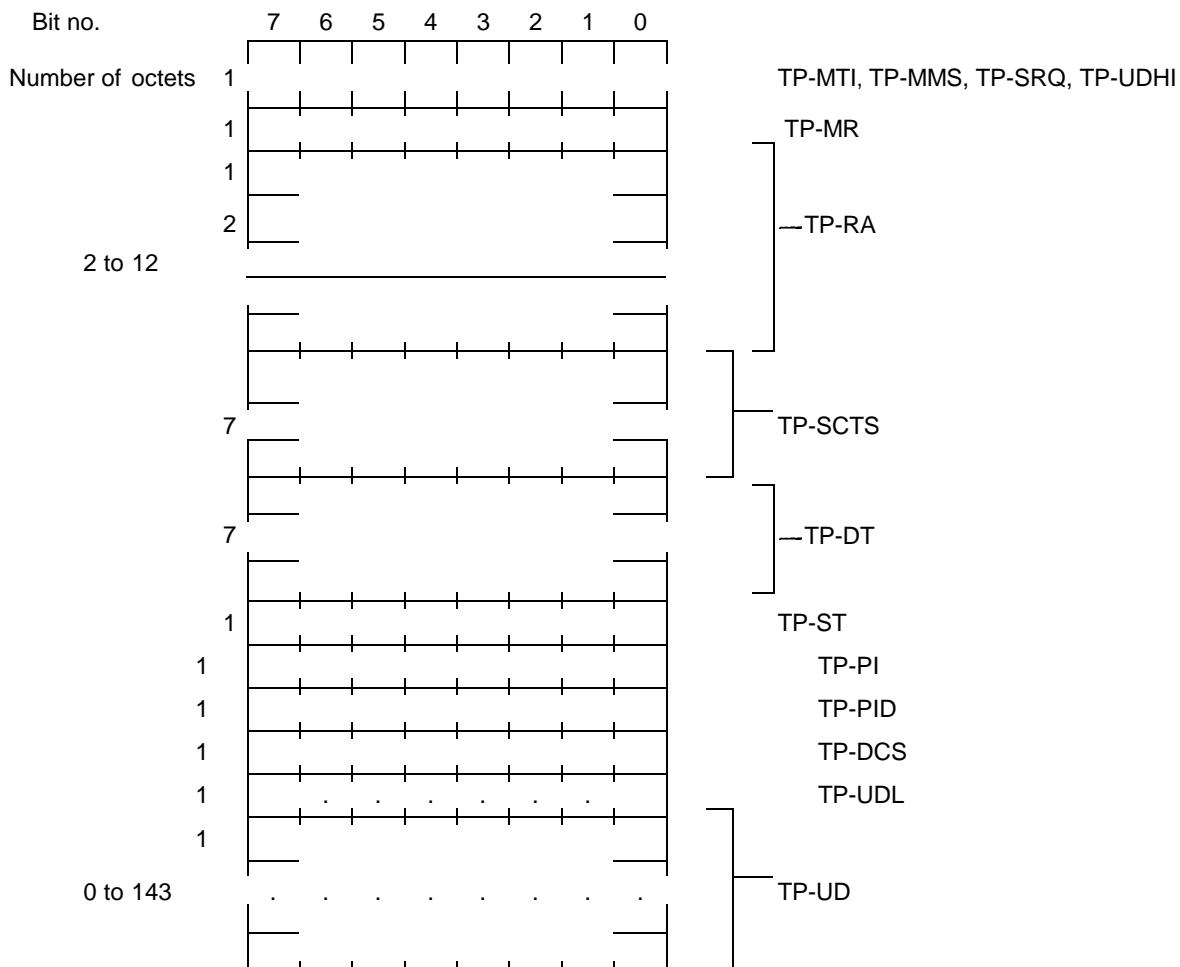 Bit no. 7 6 5 4 3 2 1 0
Number of octets 1 TP-MTI, TP-MMS, TP-SRQ, TP-UDHI
1 TP-MR
1
2 TP-RA
2 to 12
7 TP-SCTS
7 TP-DT
1 TP-ST
1 TP-PI
1 TP-PID
1 TP-DCS
1 . . . . . . TP-UDL
1
0 to 143 . . . . . . . . TP-UD